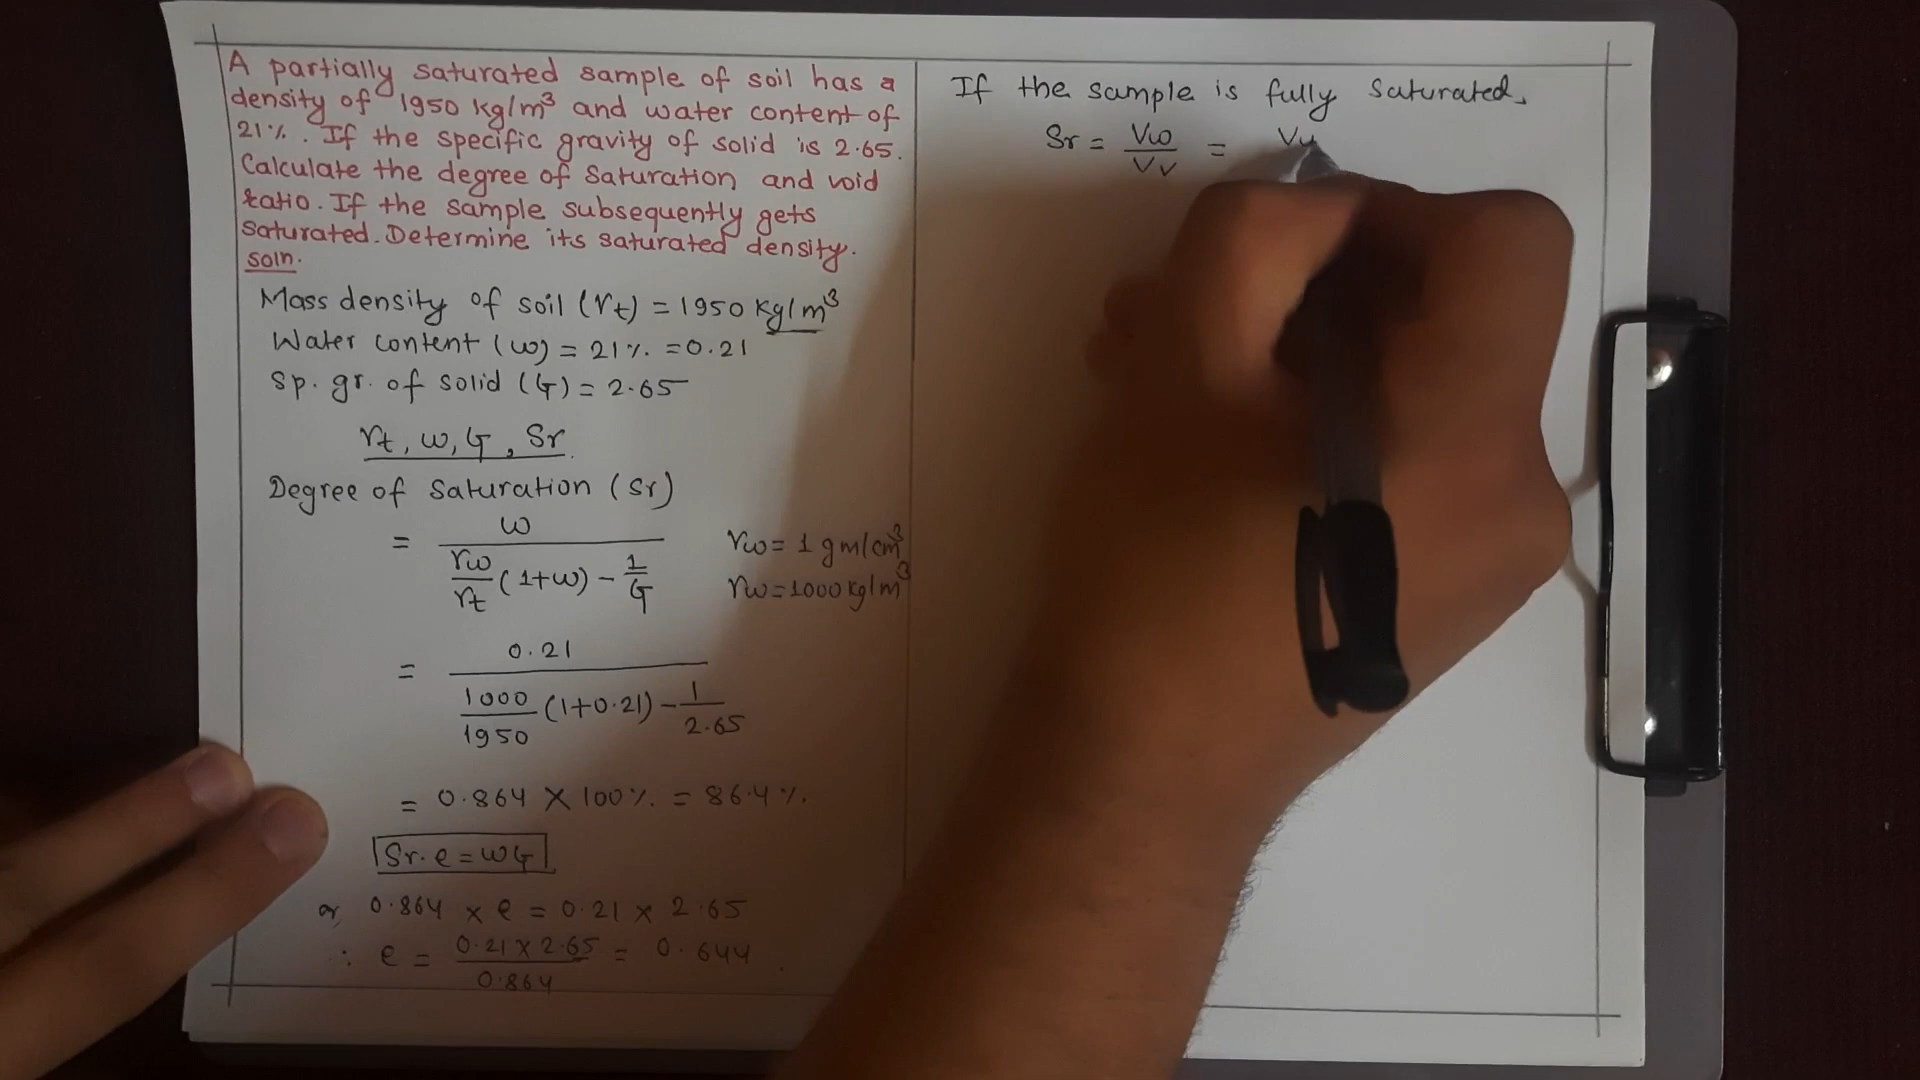 A partially saturated sample of soil has a
density of 1950 kg/m³ and water content of
21%. If the specific gravity of solid is 2.65.
Calculate the degree of saturation and void
ratio. If the sample subsequently gets
saturated. Determine its saturated density.
soln.
Mass density of soil (γt) = 1950 kg/m³
Water content (ω) = 21% = 0.21
Sp. gr. of solid (G) = 2.65
γt, ω, G, Sr.
Degree of saturation (Sr)
= ω / (γω/γt (1+ω) - 1/G)
γω = 1 gm/cm³
γω = 1000 kg/m³
= 0.21 / (1000/1950 (1+0.21) - 1/2.65)
= 0.864 × 100% = 86.4%.
Sr.e = ωG
or, 0.864 × e = 0.21 × 2.65
∴ e = 0.21×2.65 / 0.864 = 0.644
If the sample is fully saturated,
Sr = Vω / Vv =